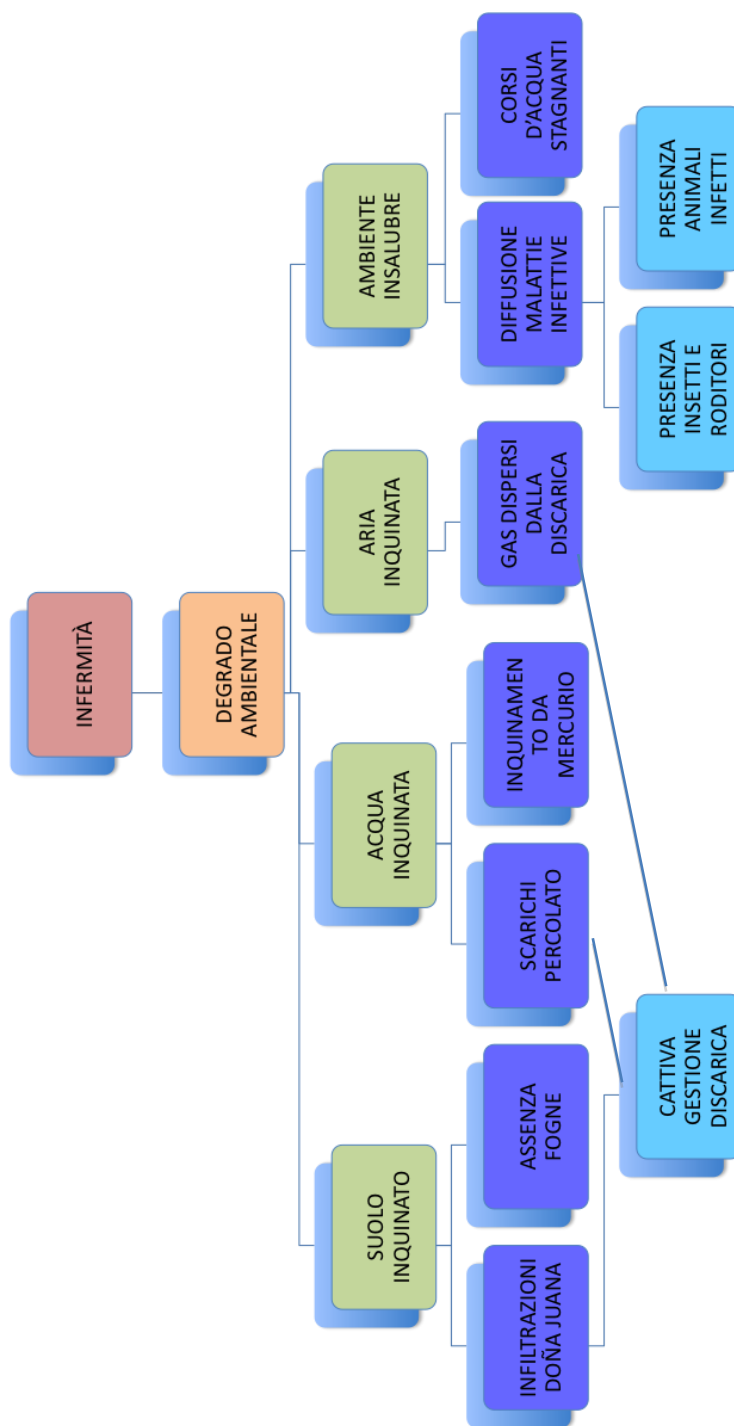 INFERMITÀ
DEGRADO
AMBIENTALE
SUOLO
INQUINATO
ACQUA
INQUINATA
ARIA
INQUINATA
AMBIENTE
INSALUBRE
INFILTRAZIONI
DOÑA JUANA
ASSENZA
FOGNE
SCARICHI
PERCOLATO
INQUINAMEN
TO DA
MERCURIO
GAS DISPERSI
DALLA
DISCARICA
DIFFUSIONE
MALATTIE
INFETTIVE
CORSI
D'ACQUA
STAGNANTI
CATTIVA
GESTIONE
DISCARICA
PRESENZA
INSETTI E
RODITORI
PRESENZA
ANIMALI
INFETTI